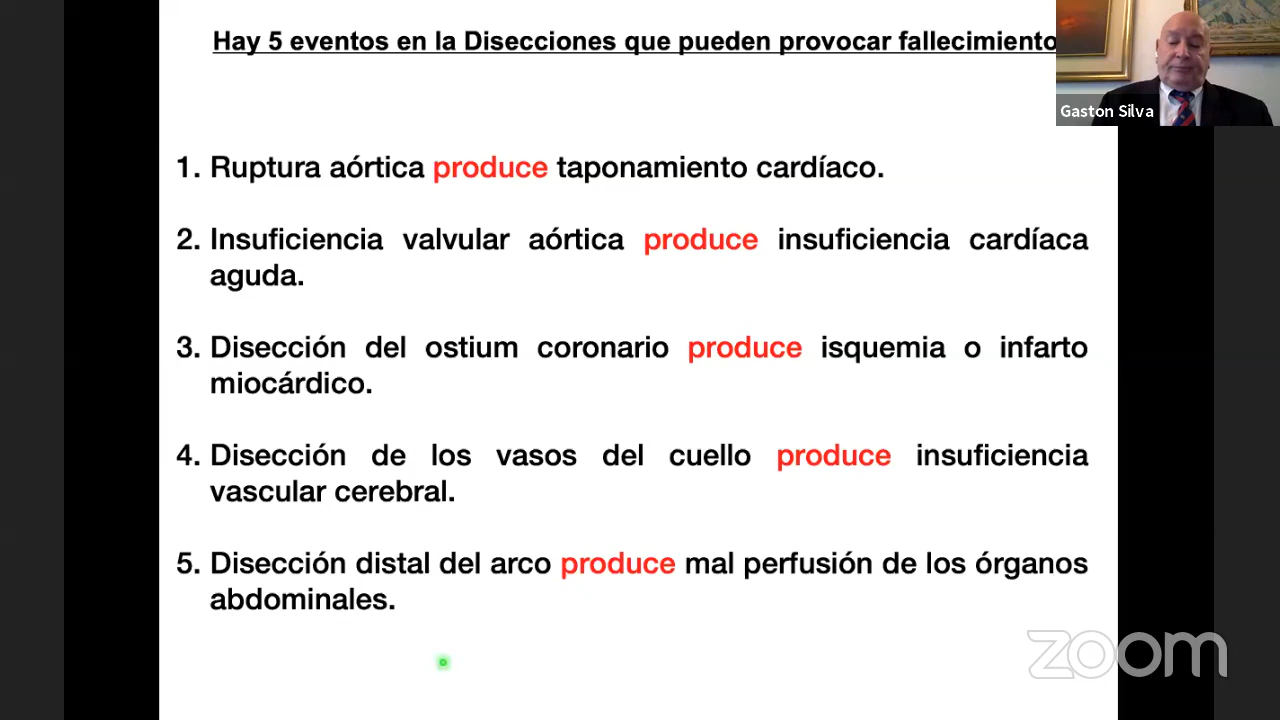 Hay 5 eventos en la Disecciones que pueden provocar fallecimiento
Gaston Silva
1. Ruptura aórtica produce taponamiento cardíaco.
2. Insuficiencia valvular aórtica produce insuficiencia cardíaca
aguda.
3. Disección del ostium coronario produce isquemia o infarto
miocárdico.
4. Disección de los vasos del cuello produce insuficiencia
vascular cerebral.
5. Disección distal del arco produce mal perfusión de los órganos
abdominales.
zoom